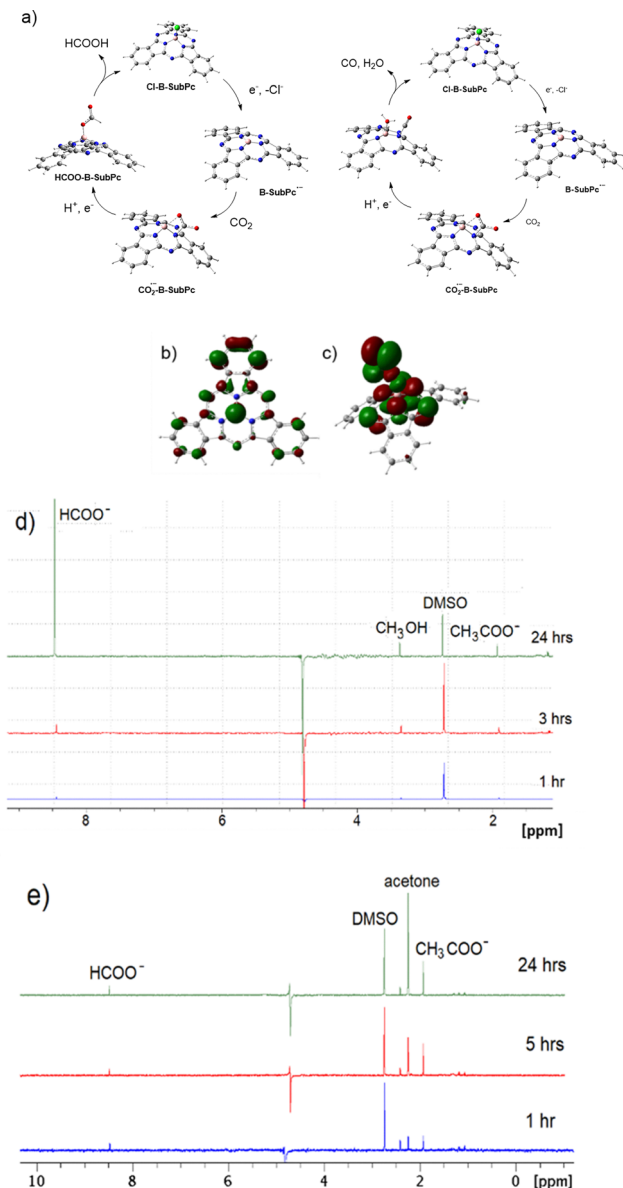 a)
HCOOH
Cl-B-SubPc
e⁻, -Cl⁻
HCOO-B-SubPc
B-SubPc•—
H⁺, e⁻
CO₂
CO₂-B-SubPc
CO, H₂O
Cl-B-SubPc
e⁻, -Cl⁻
B-SubPc•—
H⁺, e⁻
CO₂
CO₂-B-SubPc
b)
c)
d)
HCOO⁻
CH₃OH
DMSO
CH₃COO⁻
24 hrs
3 hrs
1 hr
8 6 4 2 [ppm]
e)
acetone
DMSO
HCOO⁻
CH₃COO⁻
24 hrs
5 hrs
1 hr
10 8 6 4 2 0 [ppm]